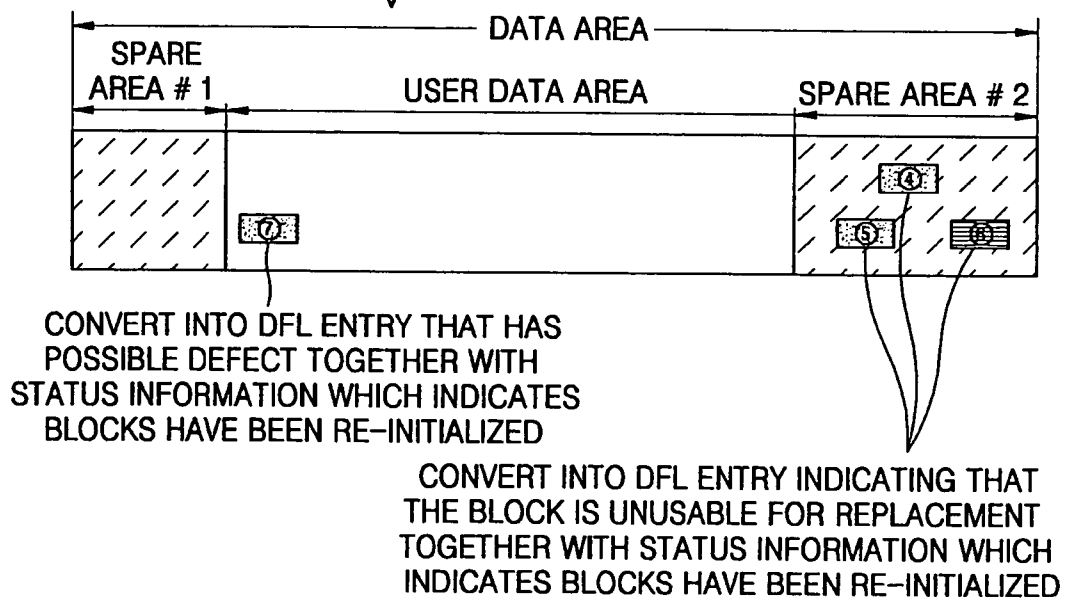 DATA AREA
SPARE
AREA # 1
USER DATA AREA
SPARE AREA # 2
④
⑦
⑤
⑥
CONVERT INTO DFL ENTRY THAT HAS
POSSIBLE DEFECT TOGETHER WITH
STATUS INFORMATION WHICH INDICATES
BLOCKS HAVE BEEN RE-INITIALIZED
CONVERT INTO DFL ENTRY INDICATING THAT
THE BLOCK IS UNUSABLE FOR REPLACEMENT
TOGETHER WITH STATUS INFORMATION WHICH
INDICATES BLOCKS HAVE BEEN RE-INITIALIZED